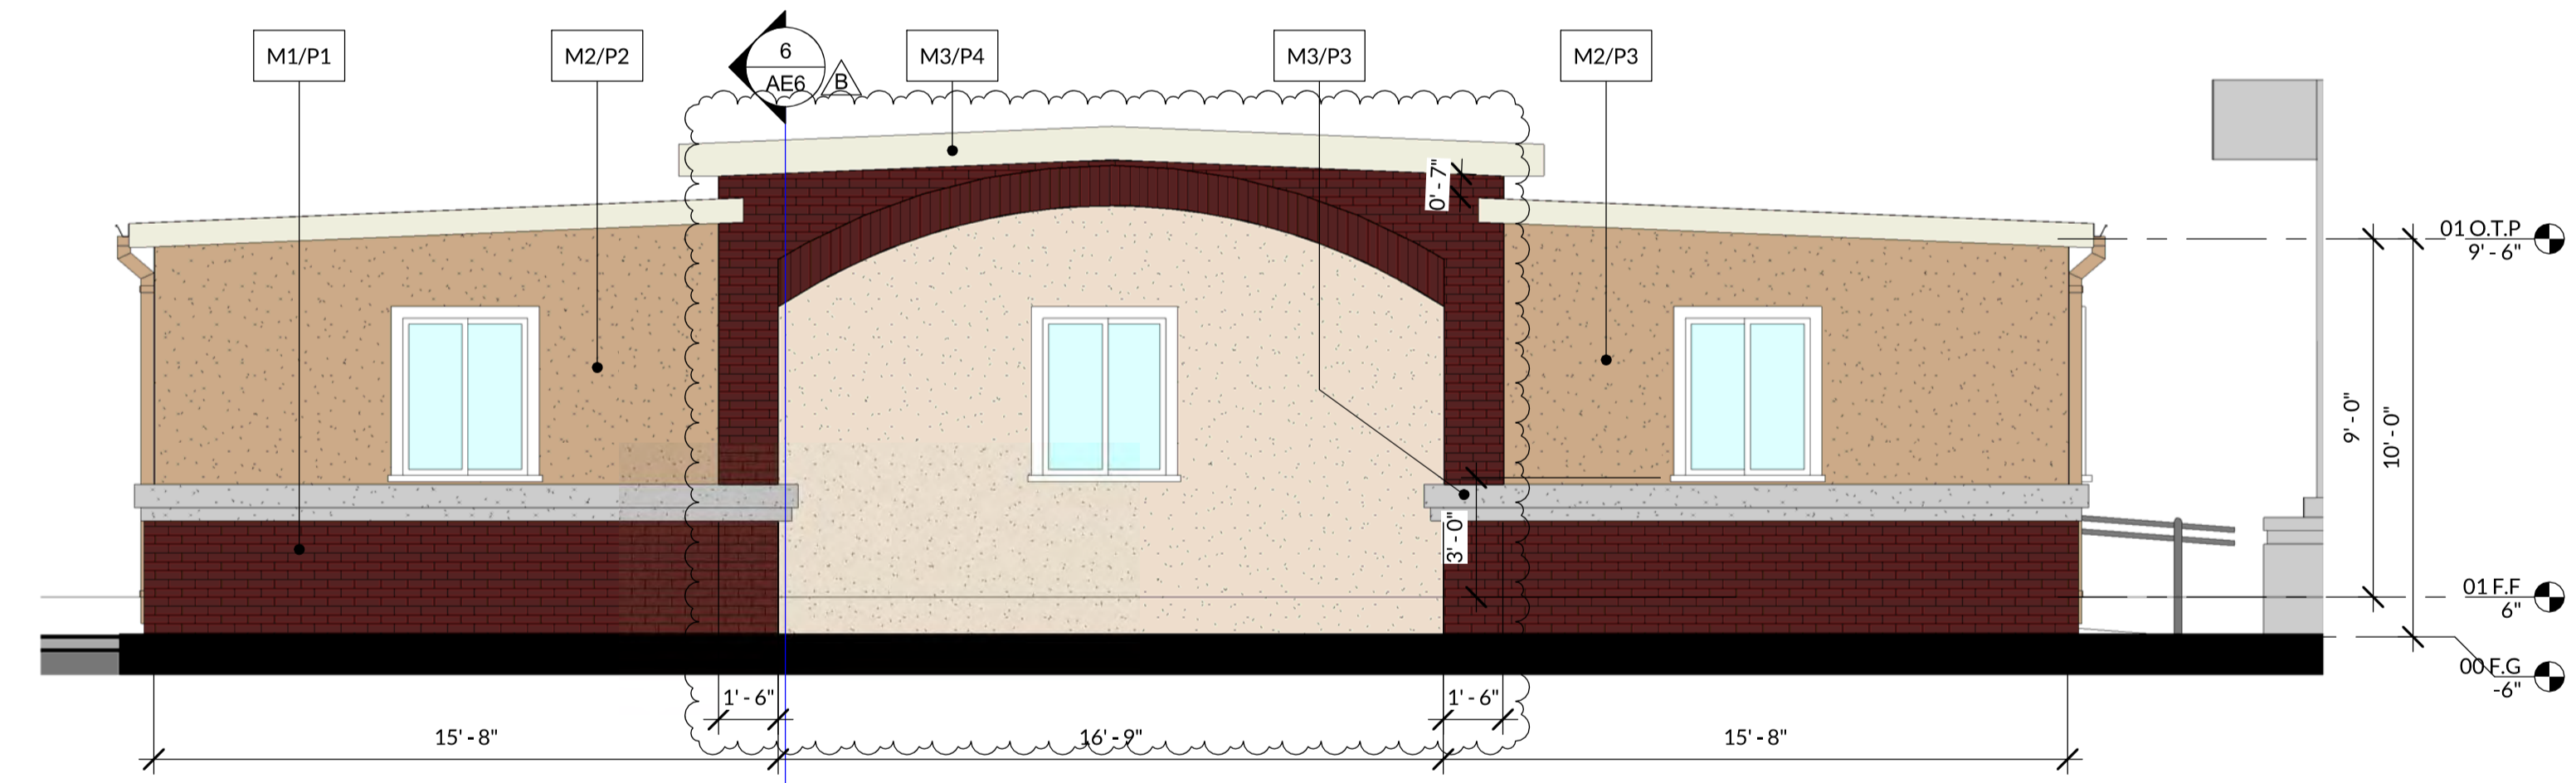 M1/P1
M2/P2
6
AE6
B
M3/P4
M3/P3
M2/P3
0' - 7"
01 O.T.P
9' - 6"
9' - 0"
10' - 0"
3' - 0"
01 F.F
6"
00 F.G
-6"
1' - 6"
1' - 6"
15' - 8"
16' - 9"
15' - 8"